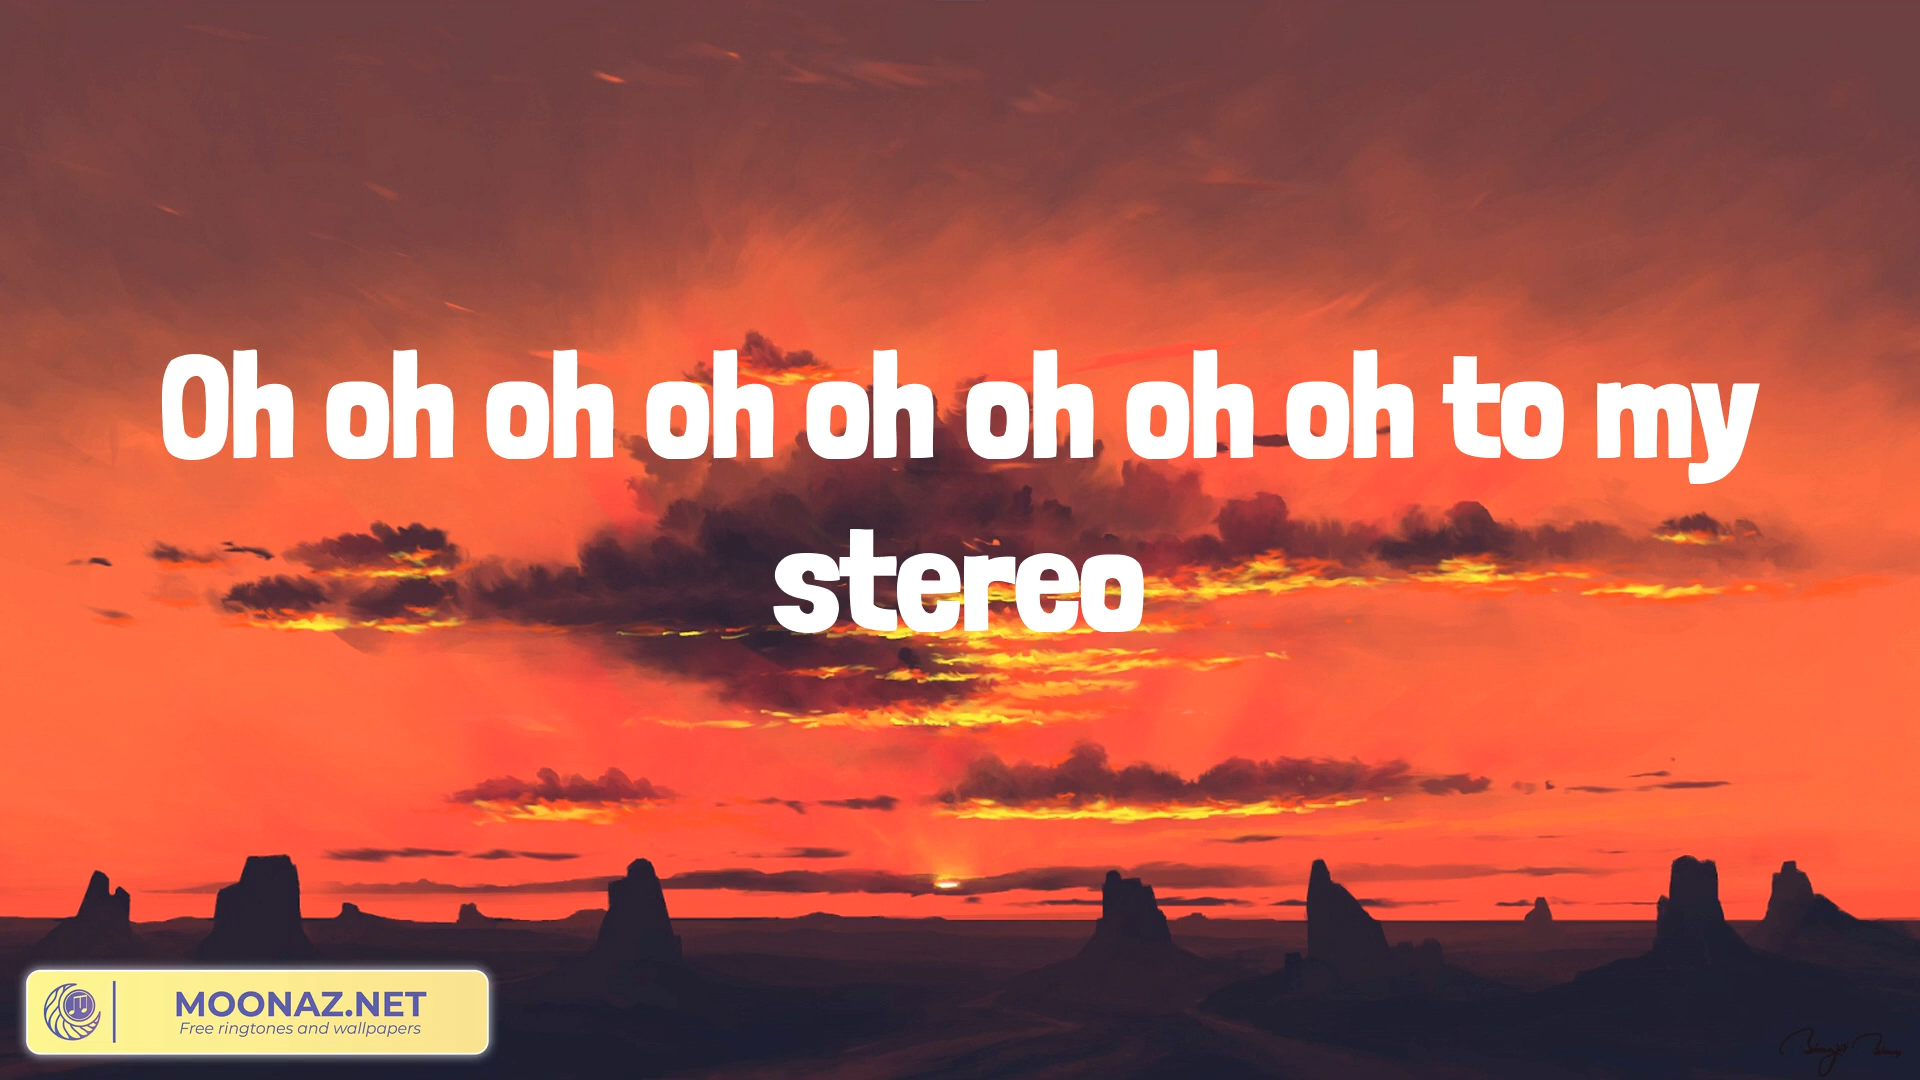 Oh oh oh oh oh oh oh oh to my
stereo
MOONAZ.NET
Free ringtones and wallpapers